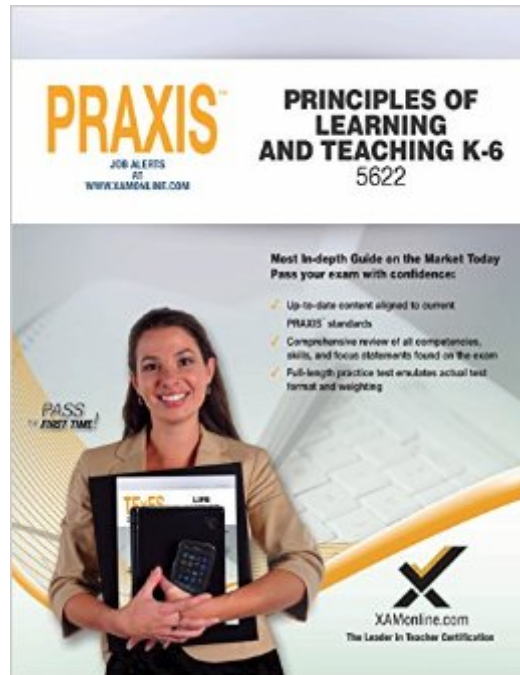 PRAXIS™
JOB ALERTS
AT
WWW.XAMONLINE.COM
PRINCIPLES OF
LEARNING
AND TEACHING K-6
5622
Most In-depth Guide on the Market Today
Pass your exam with confidence:
✓ Up-to-date content aligned to current
PRAXIS™ standards
✓ Comprehensive review of all competencies,
skills, and focus statements found on the exam
✓ Full-length practice test emulates actual test
format and weighting
PASS
THE FIRST TIME!
TExES
LIFE
XAMonline.com
The Leader in Teacher Certification